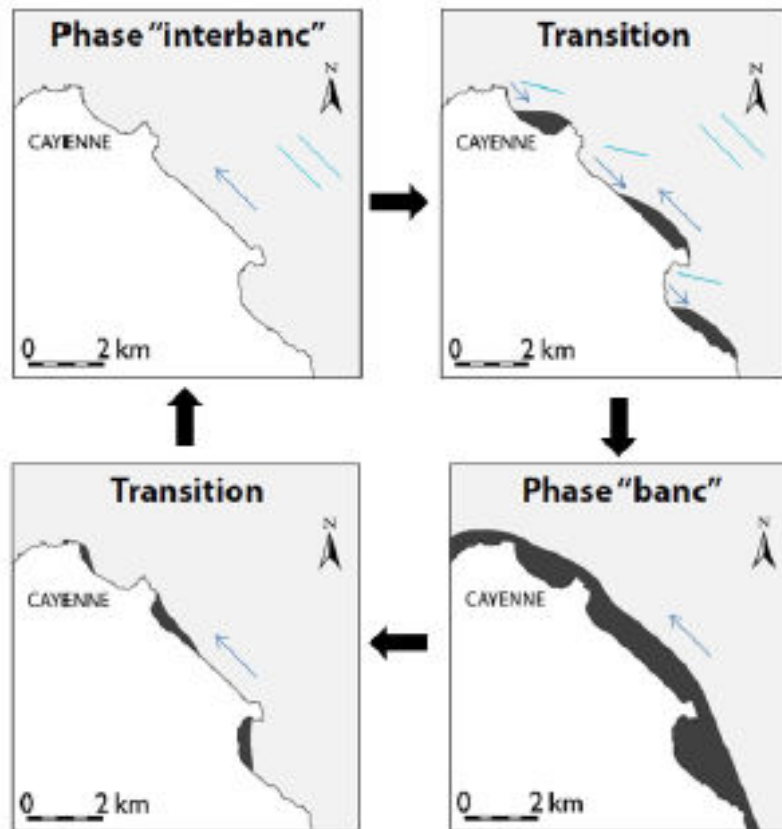 Phase “interbanc”
N
CAYENNE
0 2 km
Transition
N
CAYENNE
0 2 km
Transition
N
CAYENNE
0 2 km
Phase “banc”
N
CAYENNE
0 2 km